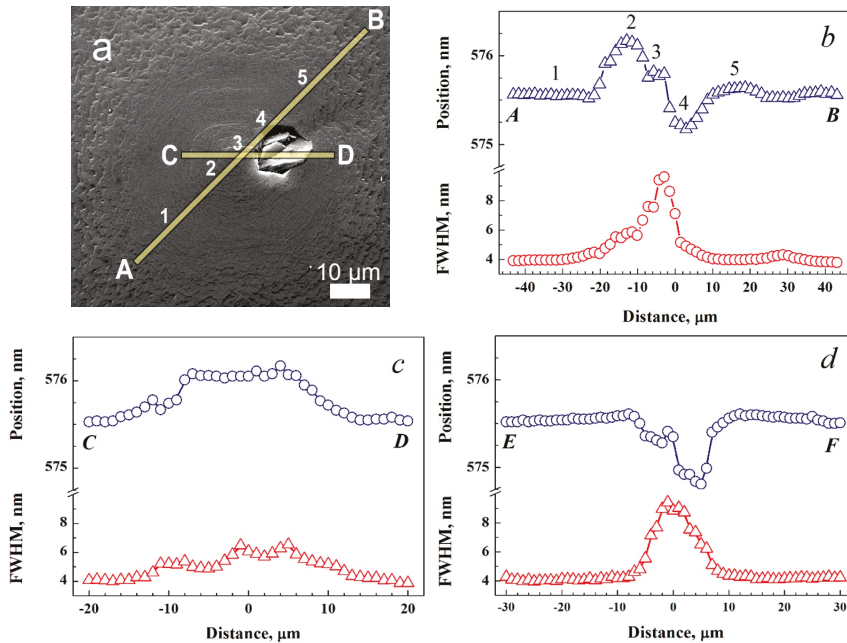 a
A
B
C
D
1
2
3
4
5
10 µm
b
Position, nm
576
575
1
2
3
4
5
A
B
FWHM, nm
8
6
4
-40 -30 -20 -10 0 10 20 30 40
Distance, µm
c
Position, nm
576
575
C
D
FWHM, nm
8
6
4
-20 -10 0 10 20
Distance, µm
d
Position, nm
576
575
E
F
FWHM, nm
8
6
4
-30 -20 -10 0 10 20 30
Distance, µm